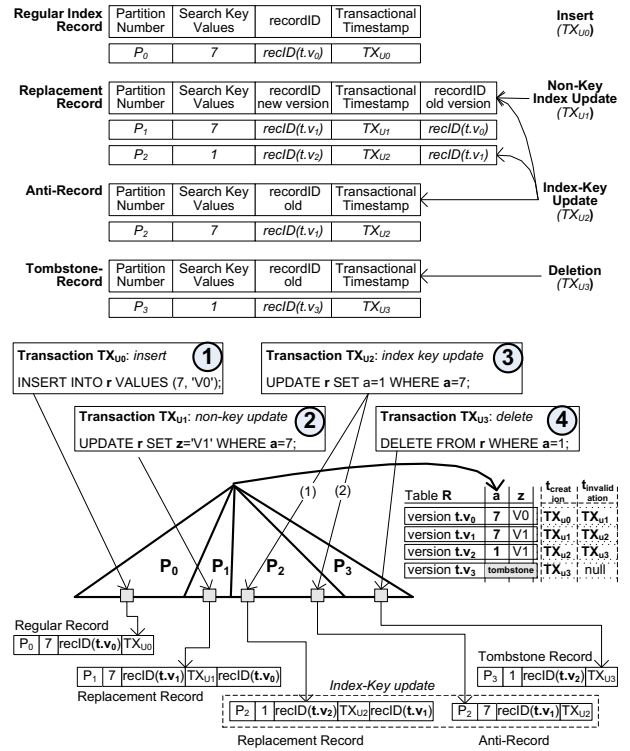 Regular Index Record
Partition Number
Search Key Values
recordID
Transactional Timestamp
Insert
(TXU0)
P0 7 recID(t.v0) TXU0
Replacement Record
Partition Number
Search Key Values
recordID new version
Transactional Timestamp
recordID old version
Non-Key Index Update
(TXU1)
P1 7 recID(t.v1) TXU1 recID(t.v0)
P2 1 recID(t.v2) TXU2 recID(t.v1)
Anti-Record
Partition Number
Search Key Values
recordID old
Transactional Timestamp
Index-Key Update
(TXU2)
P2 7 recID(t.v1) TXU2
Tombstone-Record
Partition Number
Search Key Values
recordID old
Transactional Timestamp
Deletion
(TXU3)
P3 1 recID(t.v3) TXU3
Transaction TXU0: insert
1
INSERT INTO r VALUES (7, 'V0');
Transaction TXU2: index key update
3
UPDATE r SET a=1 WHERE a=7;
Transaction TXU1: non-key update
2
UPDATE r SET z='V1' WHERE a=7;
Transaction TXU3: delete
4
DELETE FROM r WHERE a=1;
(1)
(2)
P0
P1
P2
P3
Table R a z tcreation tinvalidation
version t.v0 7 V0 TXu0 TXu1
version t.v1 7 V1 TXu1 TXu2
version t.v2 1 V1 TXu2 TXu3
version t.v3 tombstone TXu3 null
Regular Record
P0 7 recID(t.v0) TXU0
P1 7 recID(t.v1) TXU1 recID(t.v0)
Replacement Record
Tombstone Record
P3 1 recID(t.v2) TXU3
Index-Key update
P2 1 recID(t.v2) TXU2 recID(t.v1)
P2 7 recID(t.v1) TXU2
Replacement Record
Anti-Record